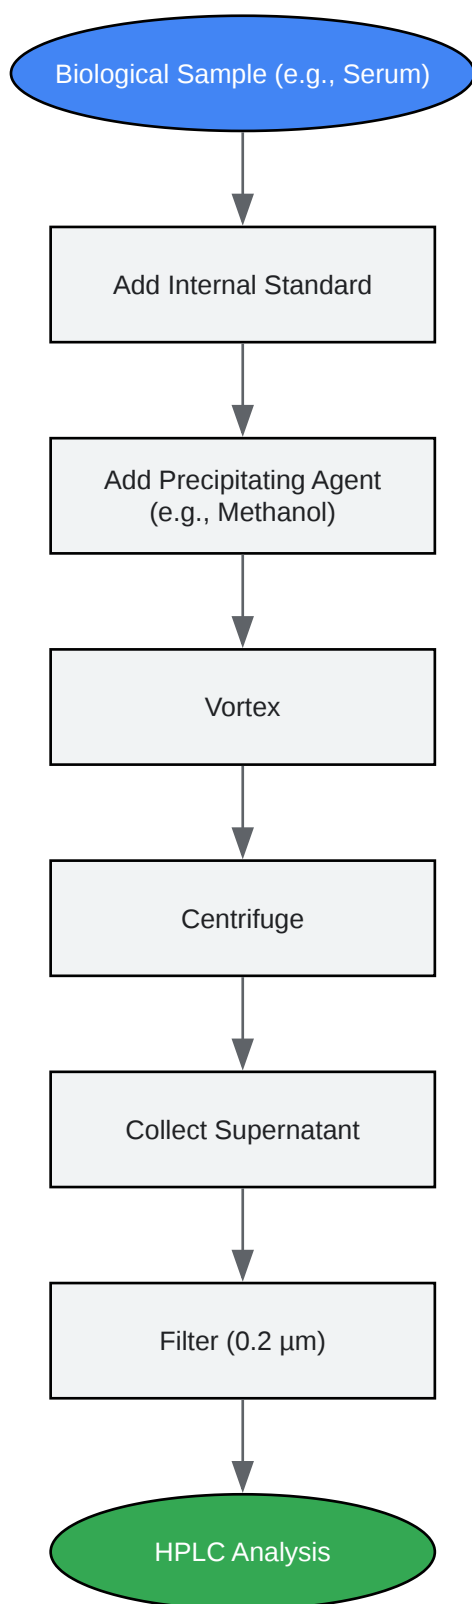 Biological Sample (e.g., Serum)
Add Internal Standard
Add Precipitating Agent
(e.g., Methanol)
Vortex
Centrifuge
Collect Supernatant
Filter (0.2 µm)
HPLC Analysis